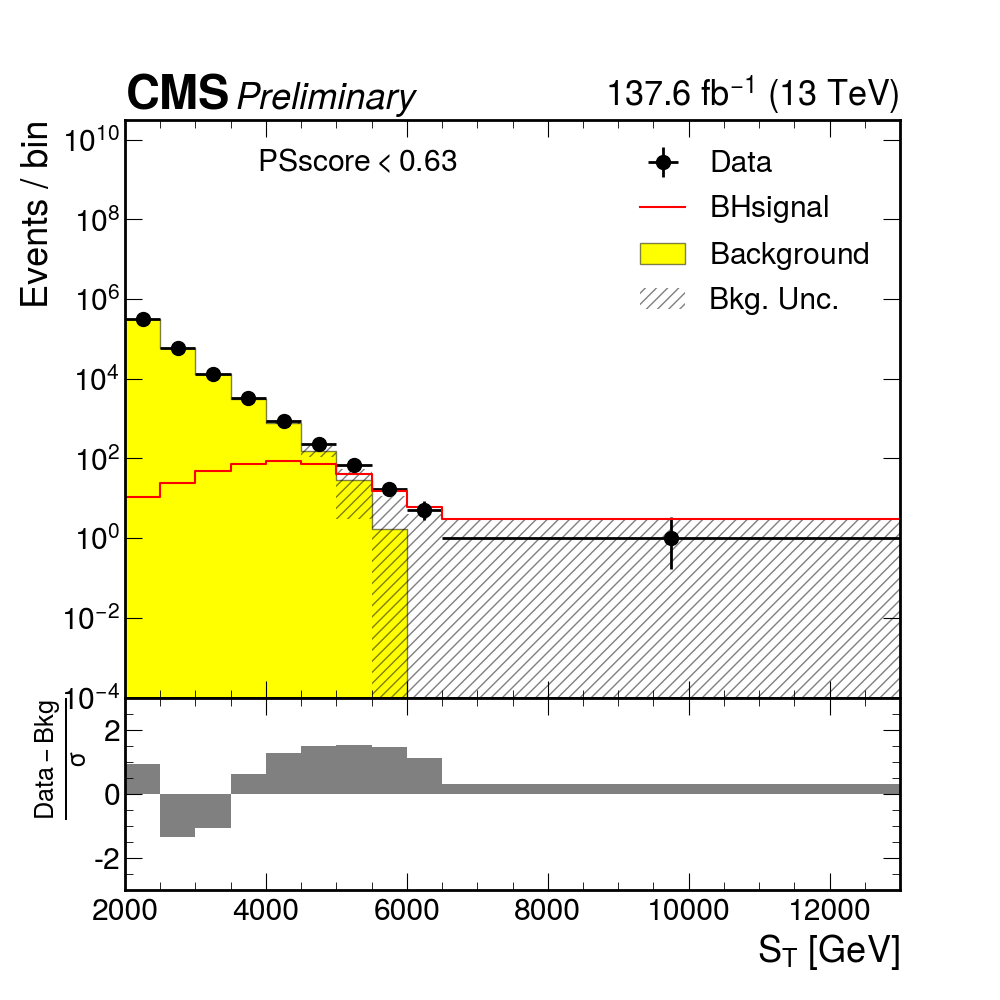 CMS Preliminary 137.6 fb⁻¹ (13 TeV)
Events / bin
PSscore < 0.63
Data
BHsignal
Background
Bkg. Unc.
10¹⁰
10⁸
10⁶
10⁴
10²
10⁰
10⁻²
10⁻⁴
Data – Bkg
σ
2
0
-2
2000 4000 6000 8000 10000 12000
S_T [GeV]